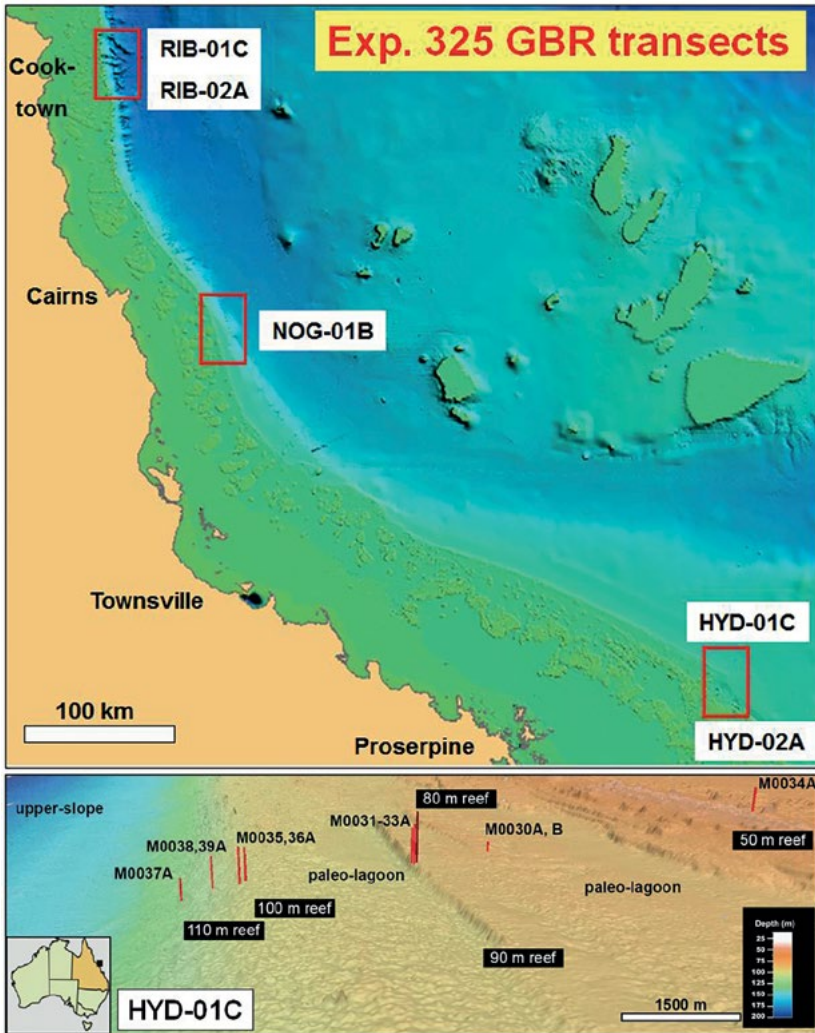 Exp. 325 GBR transects
Cook-
town
RIB-01C
RIB-02A
Cairns
NOG-01B
Townsville
HYD-01C
HYD-02A
100 km
Proserpine
upper-slope
M0034A
80 m reef
M0031-33A
M0030A, B
M0038,39A
M0035,36A
50 m reef
M0037A
paleo-lagoon
paleo-lagoon
100 m reef
110 m reef
90 m reef
Depth (m)
25
50
75
100
125
150
175
200
HYD-01C
1500 m